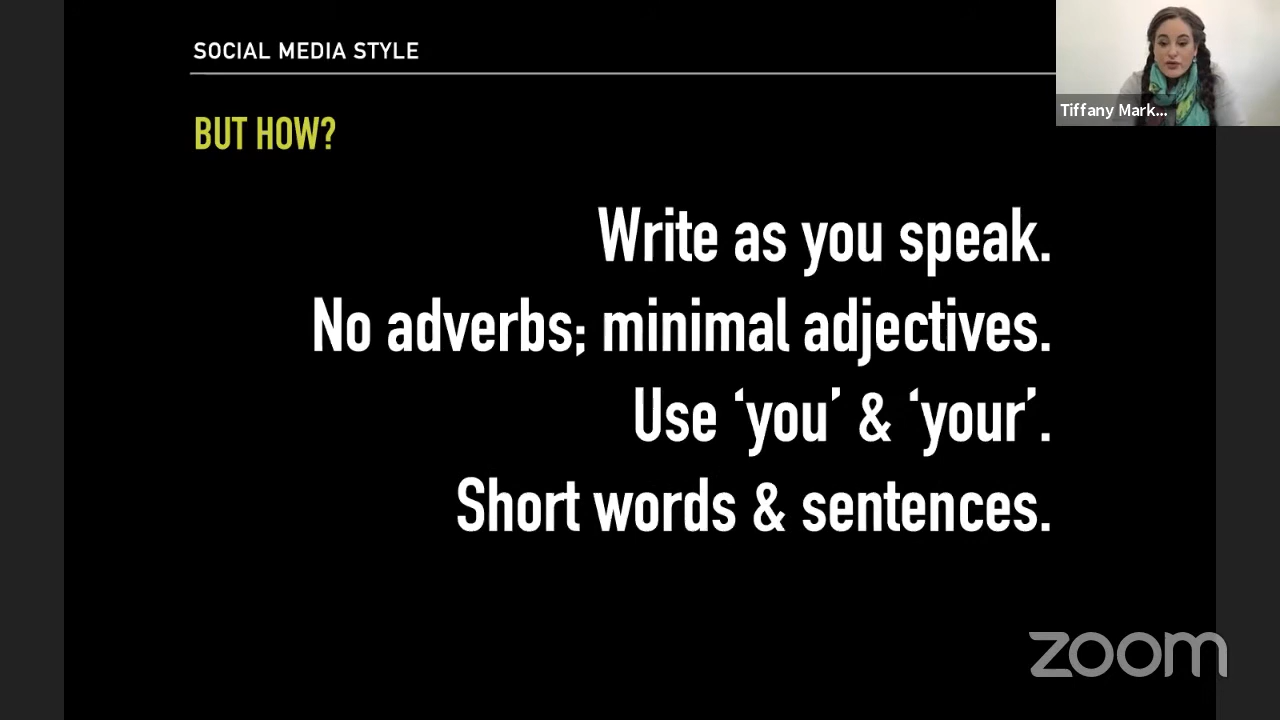 SOCIAL MEDIA STYLE
Tiffany Mark...
BUT HOW?
Write as you speak.
No adverbs; minimal adjectives.
Use ‘you’ & ‘your’.
Short words & sentences.
zoom